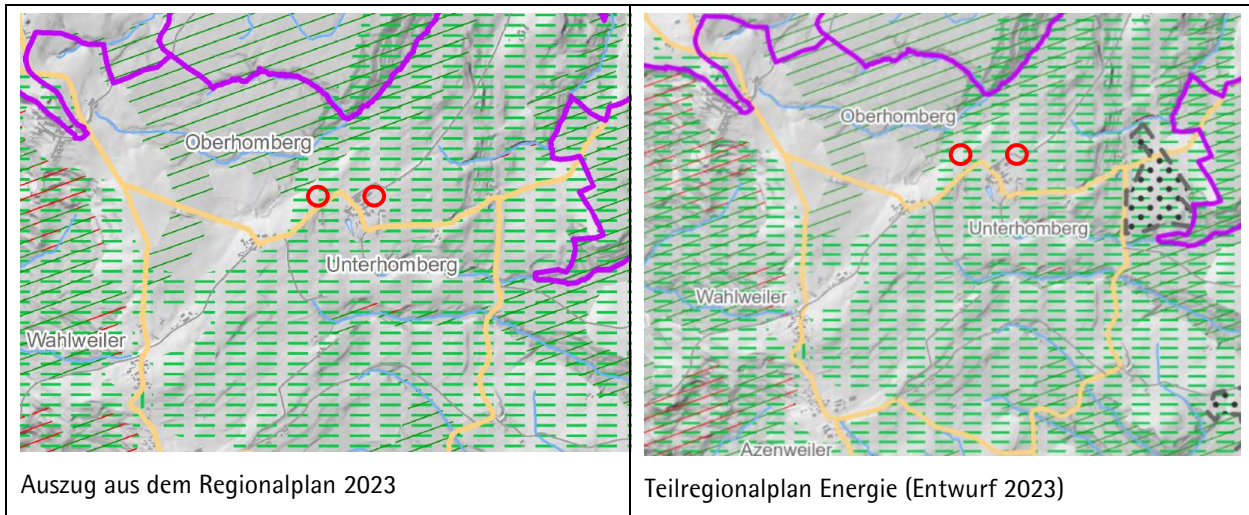 Oberhomberg
Unterhomberg
Wahlweiler
Auszug aus dem Regionalplan 2023
Oberhomberg
Unterhomberg
Wahlweiler
Azenweiler
Teilregionalplan Energie (Entwurf 2023)